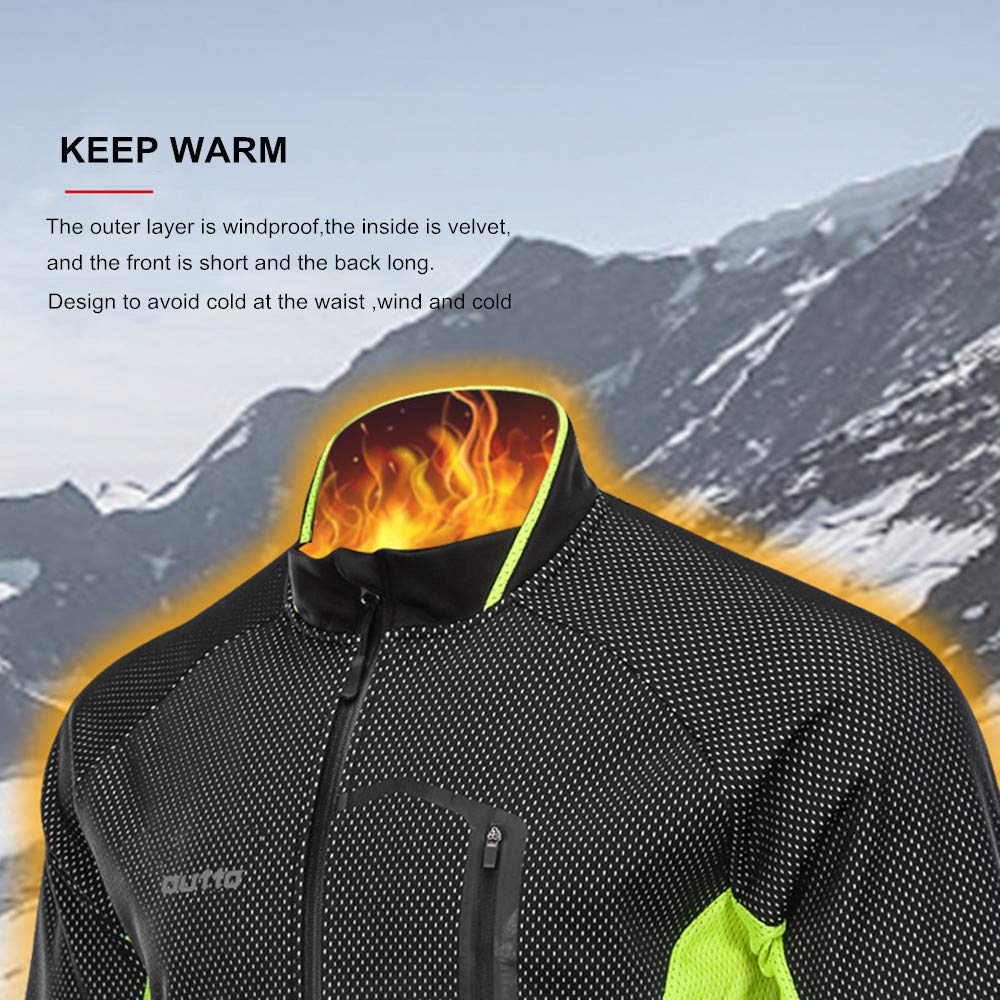 KEEP WARM
The outer layer is windproof,the inside is velvet,
and the front is short and the back long.
Design to avoid cold at the waist ,wind and cold
outto